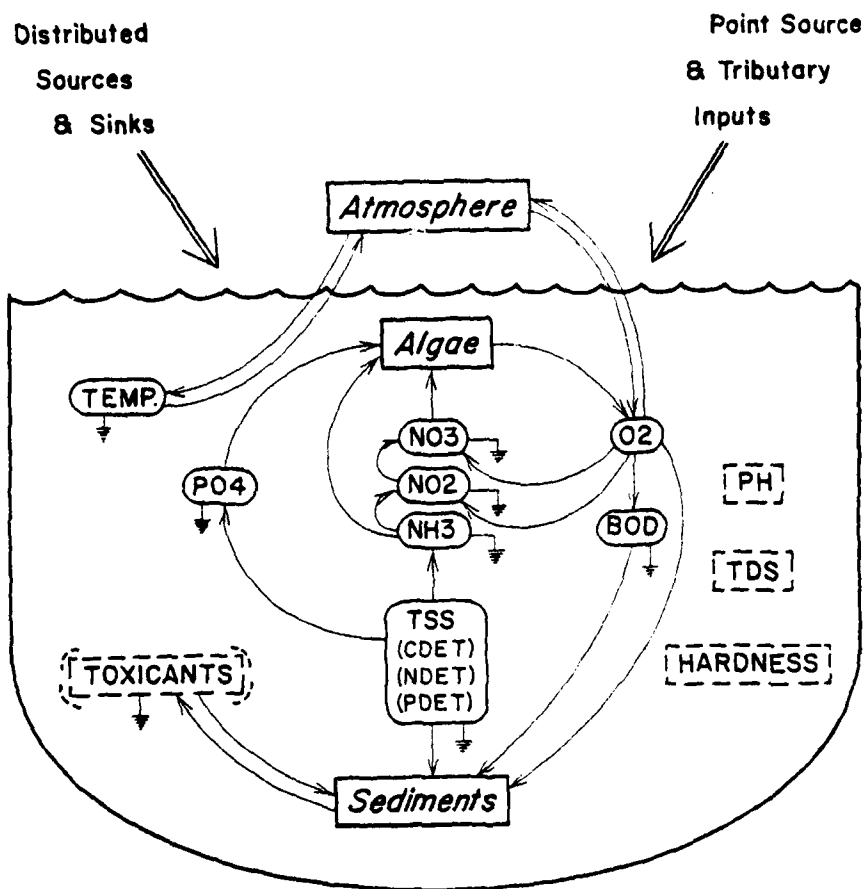 Distributed
Sources
& Sinks
Point Source
& Tributary
Inputs
Atmosphere
Algae
TEMP.
NO3
O2
PO4
NO2
PH
NH3
BOD
TDS
TSS
(CDET)
(NDET)
(PDET)
HARDNESS
TOXICANTS
Sediments